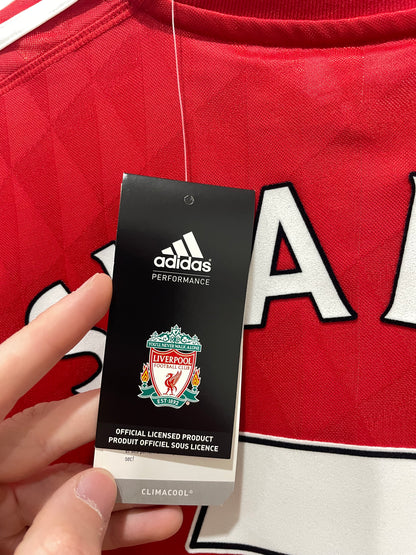 adidas
PERFORMANCE
YOU'LL NEVER WALK ALONE
LIVERPOOL
FOOTBALL CLUB
EST·1892
OFFICIAL LICENSED PRODUCT
PRODUIT OFFICIEL SOUS LICENCE
sec!
CLIMACOOL®